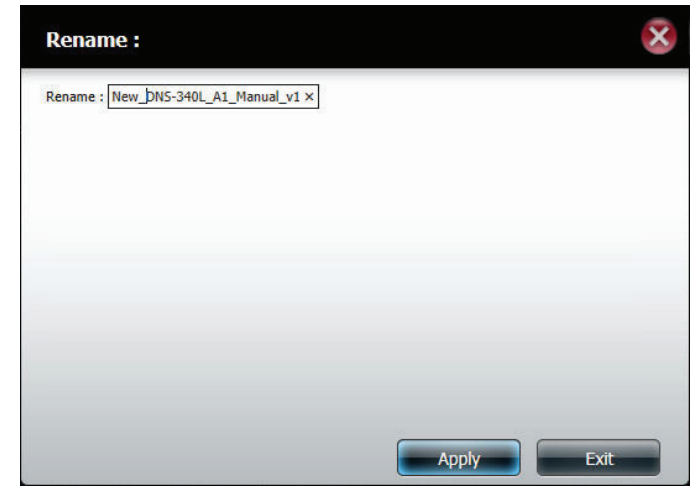 Rename :
Rename : New_DNS-340L_A1_Manual_v1 ×
Apply Exit